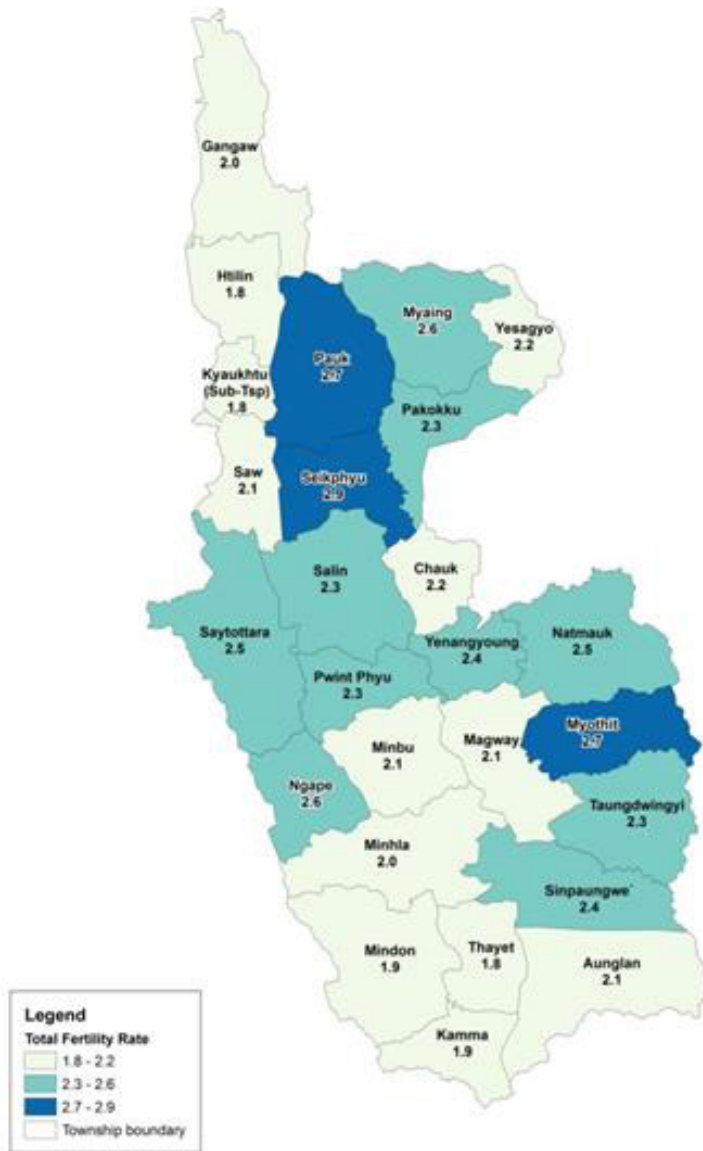 Gangaw
2.0
Htilin
1.8
Myaing
2.6
Yesagyo
2.2
Pauk
2.7
Kyaukhtu
(Sub-Tsp)
1.8
Pakokku
2.3
Saw
2.1
Seikphyu
2.9
Salin
2.3
Chauk
2.2
Saytottara
2.5
Yenangyoung
2.4
Natmauk
2.5
Pwint Phyu
2.3
Minbu
2.1
Magway
2.1
Myothit
2.7
Ngape
2.6
Taungdwingyi
2.3
Minhla
2.0
Sinpaungwe'
2.4
Mindon
1.9
Thayet
1.8
Aunglan
2.1
Kamma
1.9
Legend
Total Fertility Rate
1.8 - 2.2
2.3 - 2.6
2.7 - 2.9
Township boundary